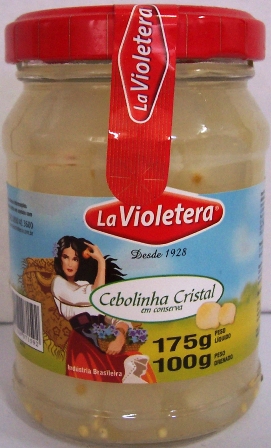 La Violetera
La Violetera®
Desde 1928
Cebolinha Cristal
em conserva
175g PESO LÍQUIDO
100g PESO DRENADO
Indústria Brasileira